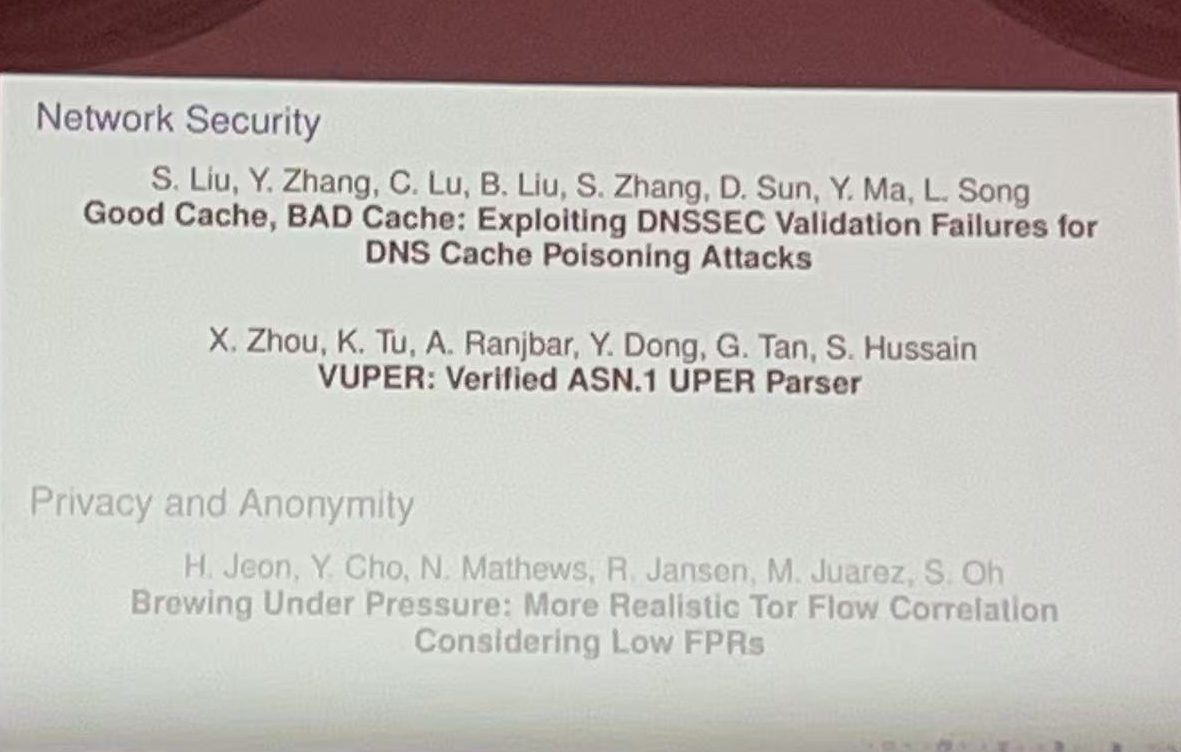 Network Security
S. Liu, Y. Zhang, C. Lu, B. Liu, S. Zhang, D. Sun, Y. Ma, L. Song
Good Cache, BAD Cache: Exploiting DNSSEC Validation Failures for
DNS Cache Poisoning Attacks
X. Zhou, K. Tu, A. Ranjbar, Y. Dong, G. Tan, S. Hussain
VUPER: Verified ASN.1 UPER Parser
Privacy and Anonymity
H. Jeon, Y. Cho, N. Mathews, R. Jansen, M. Juarez, S. Oh
Brewing Under Pressure: More Realistic Tor Flow Correlation
Considering Low FPRs